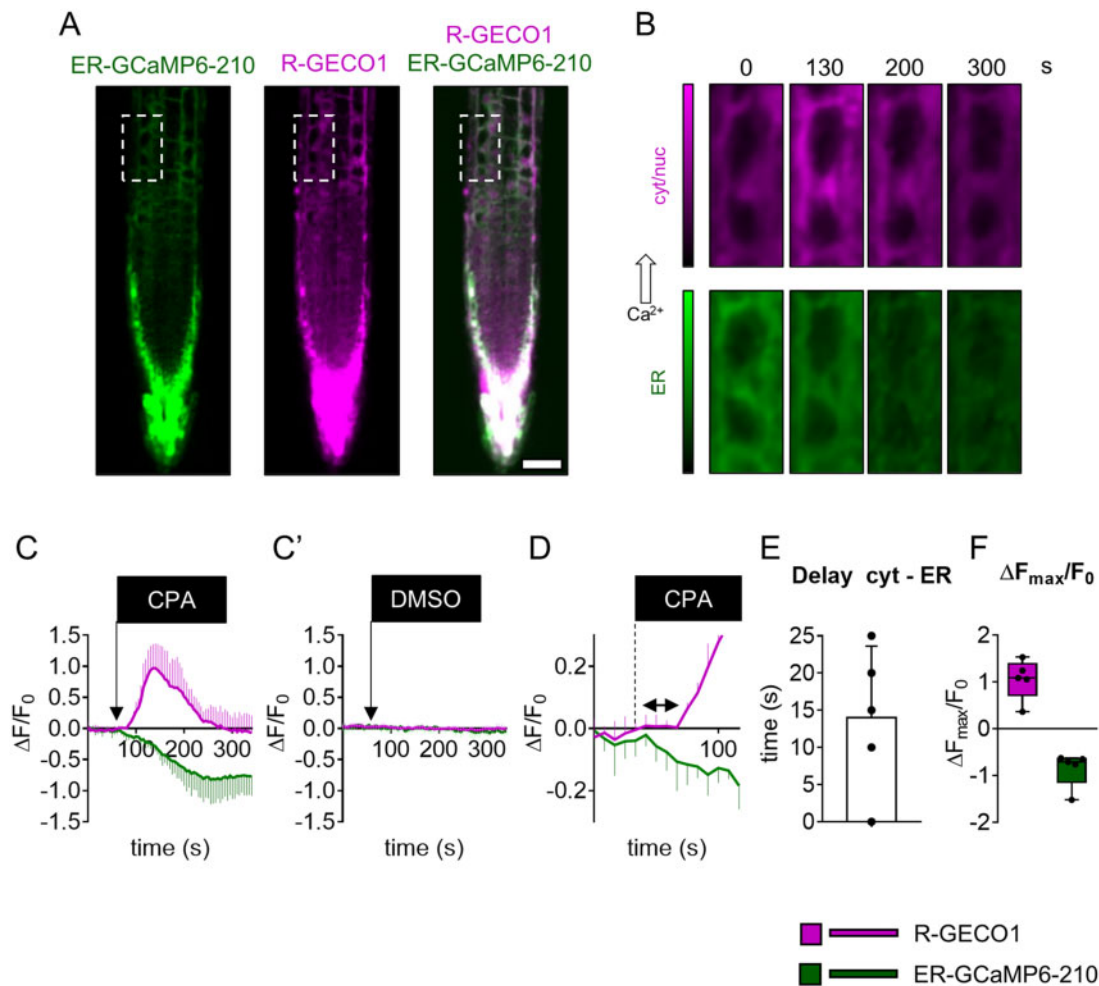 A
ER-GCaMP6-210
R-GECO1
R-GECO1
ER-GCaMP6-210
B
0 130 200 300 s
cyt/nuc
Ca²⁺
ER
C
CPA
ΔF/F₀
1.5
1.0
0.5
0.0
-0.5
-1.0
-1.5
100 200 300
time (s)
C'
DMSO
ΔF/F₀
1.5
1.0
0.5
0.0
-0.5
-1.0
-1.5
100 200 300
time (s)
D
CPA
ΔF/F₀
0.2
0.0
-0.2
100
time (s)
E
Delay cyt - ER
time (s)
25
20
15
10
5
0
F
ΔFmax/F₀
ΔFmax/F₀
2
1
0
-1
-2
R-GECO1
ER-GCaMP6-210